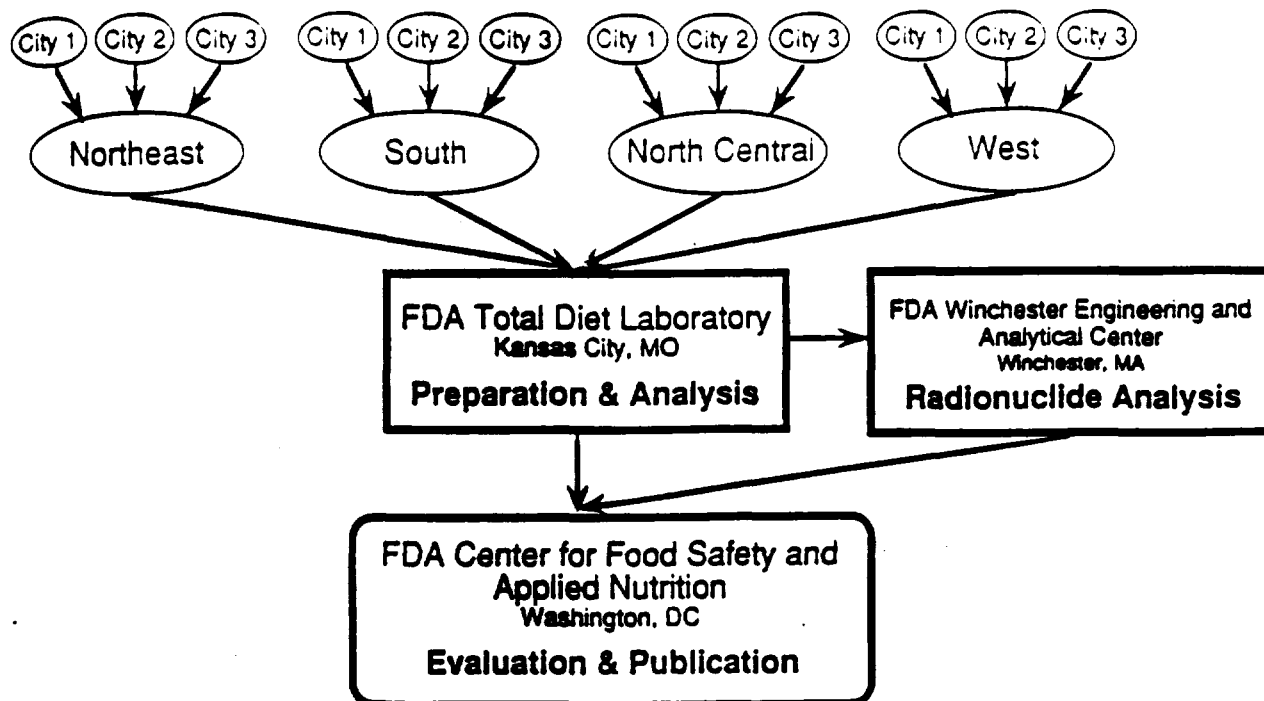 City 1 City 2 City 3 City 1 City 2 City 3 City 1 City 2 City 3 City 1 City 2 City 3
Northeast South North Central West
FDA Total Diet Laboratory
Kansas City, MO
Preparation & Analysis
FDA Winchester Engineering and
Analytical Center
Winchester, MA
Radionuclide Analysis
FDA Center for Food Safety and
Applied Nutrition
Washington, DC
Evaluation & Publication